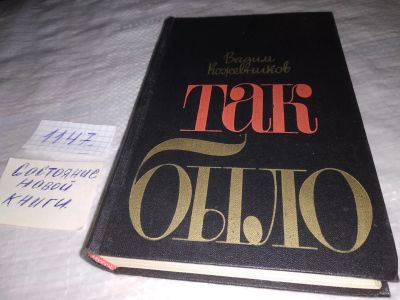 Вадим
Кожевников
так
было
1147
Состояние
новой
книги.